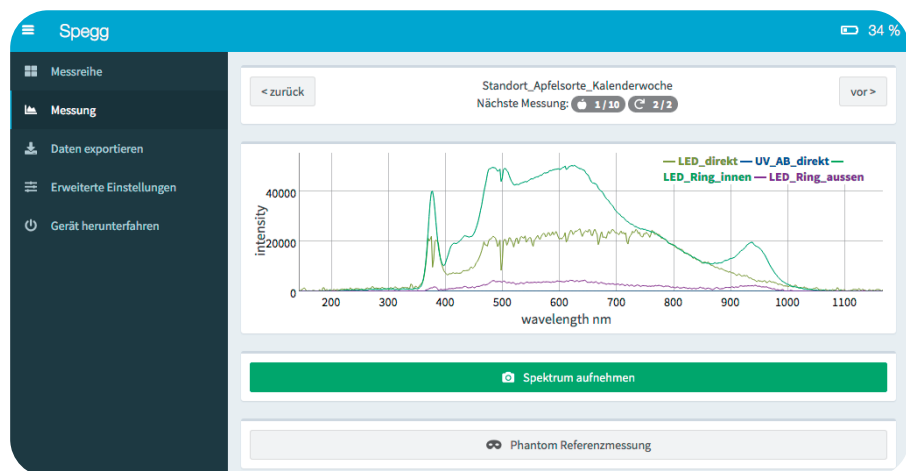 Spegg
34 %
Messreihe
Messung
Daten exportieren
Erweiterte Einstellungen
Gerät herunterfahren
< zurück
Standort_Apfelsorte_Kalenderwoche
Nächste Messung: 1 / 10 2 / 2
vor >
— LED_direkt — UV_AB_direkt —
LED_Ring_innen — LED_Ring_aussen
intensity
40000
20000
0
200 300 400 500 600 700 800 900 1000 1100
wavelength nm
Spektrum aufnehmen
Phantom Referenzmessung